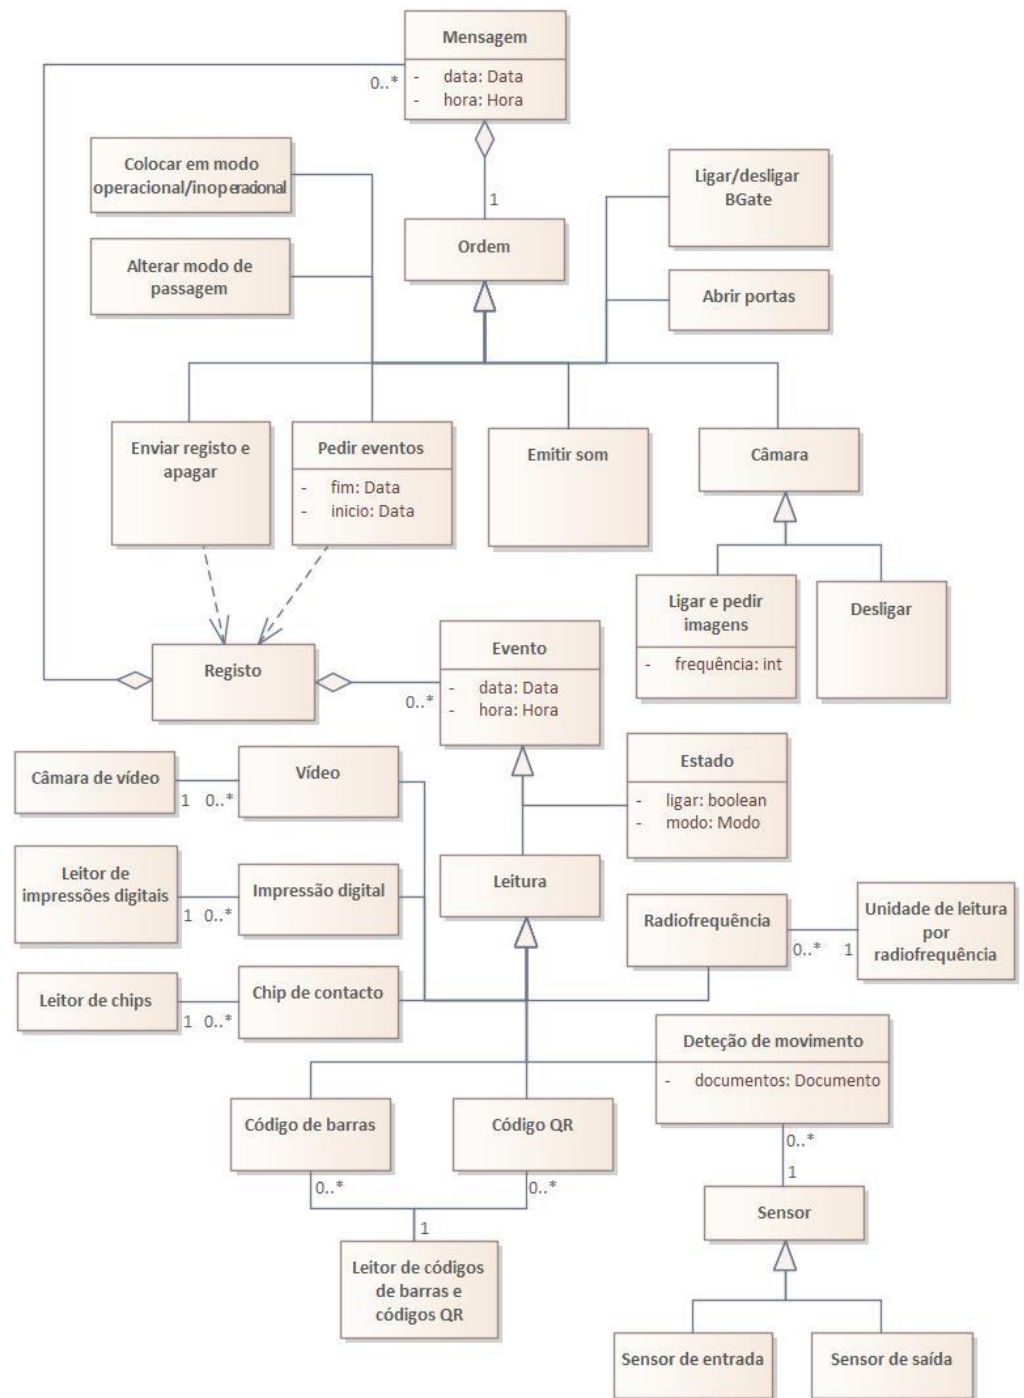 Mensagem
- data: Data
- hora: Hora
0..*
Colocar em modo
operacional/inoperacional
Ligar/desligar
BGate
1
Ordem
Alterar modo de
passagem
Abrir portas
Enviar registo e
apagar
Pedir eventos
- fim: Data
- inicio: Data
Emitir som
Câmara
Ligar e pedir
imagens
- frequência: int
Desligar
Registo
0..*
Evento
- data: Data
- hora: Hora
Câmara de vídeo
1 0..*
Vídeo
Estado
- ligar: boolean
- modo: Modo
Leitor de
impressões digitais
1 0..*
Impressão digital
Leitura
Radiofrequência
0..* 1
Unidade de leitura
por
radiofrequência
Leitor de chips
1 0..*
Chip de contacto
Deteção de movimento
- documentos: Documento
Código de barras
Código QR
0..*
0..*
0..*
1
1
Leitor de códigos
de barras e
códigos QR
Sensor
Sensor de entrada
Sensor de saída